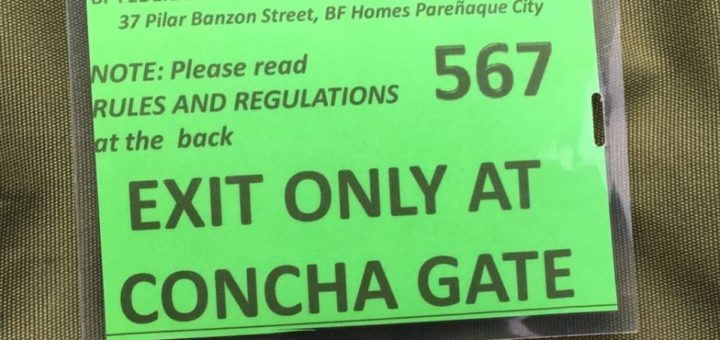 37 Pilar Banzon Street, BF Homes Pareñaque City
NOTE: Please read
RULES AND REGULATIONS
at the back
567
EXIT ONLY AT
CONCHA GATE